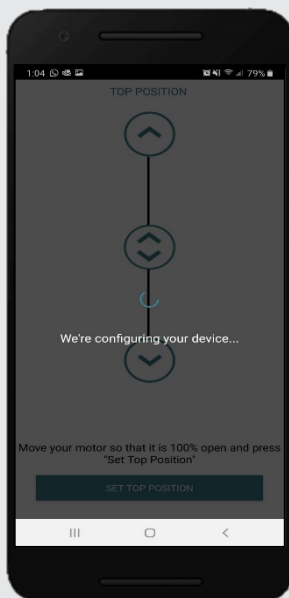 1:04 79%
TOP POSITION
We're configuring your device...
Move your motor so that it is 100% open and press
"Set Top Position"
SET TOP POSITION